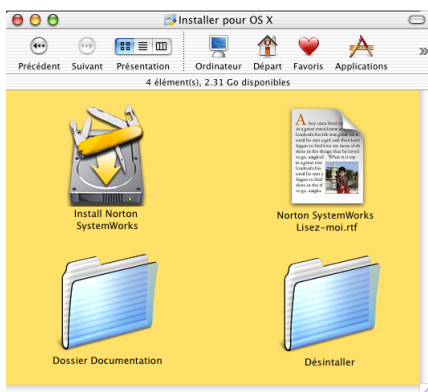 Installer pour OS X
Précédent Suivant Présentation Ordinateur Départ Favoris Applications
4 élément(s), 2.31 Go disponibles
Install Norton
SystemWorks
Norton SystemWorks
Lisez-moi.rtf
Dossier Documentation
Désintaller